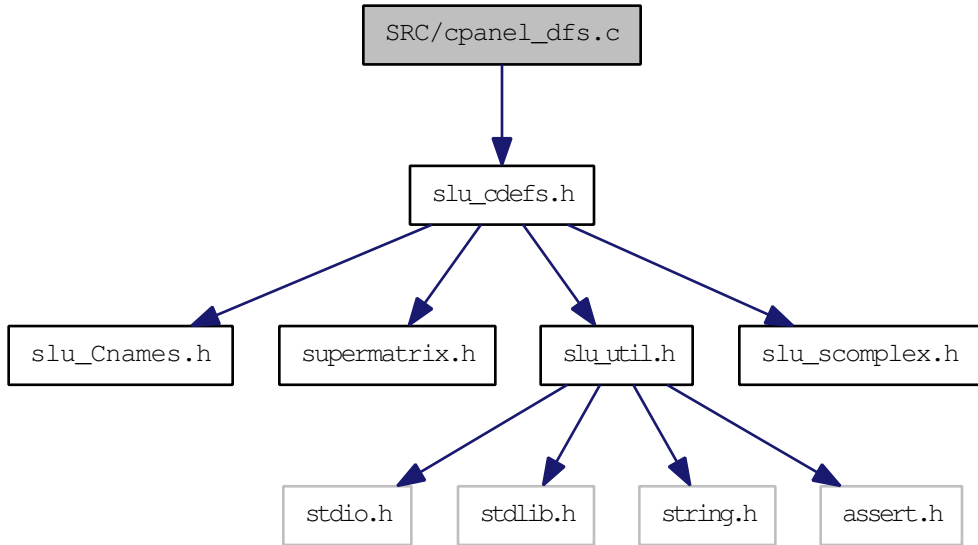 SRC/cpanel_dfs.c
slu_cdefs.h
slu_Cnames.h
supermatrix.h
slu_util.h
slu_scomplex.h
stdio.h
stdlib.h
string.h
assert.h